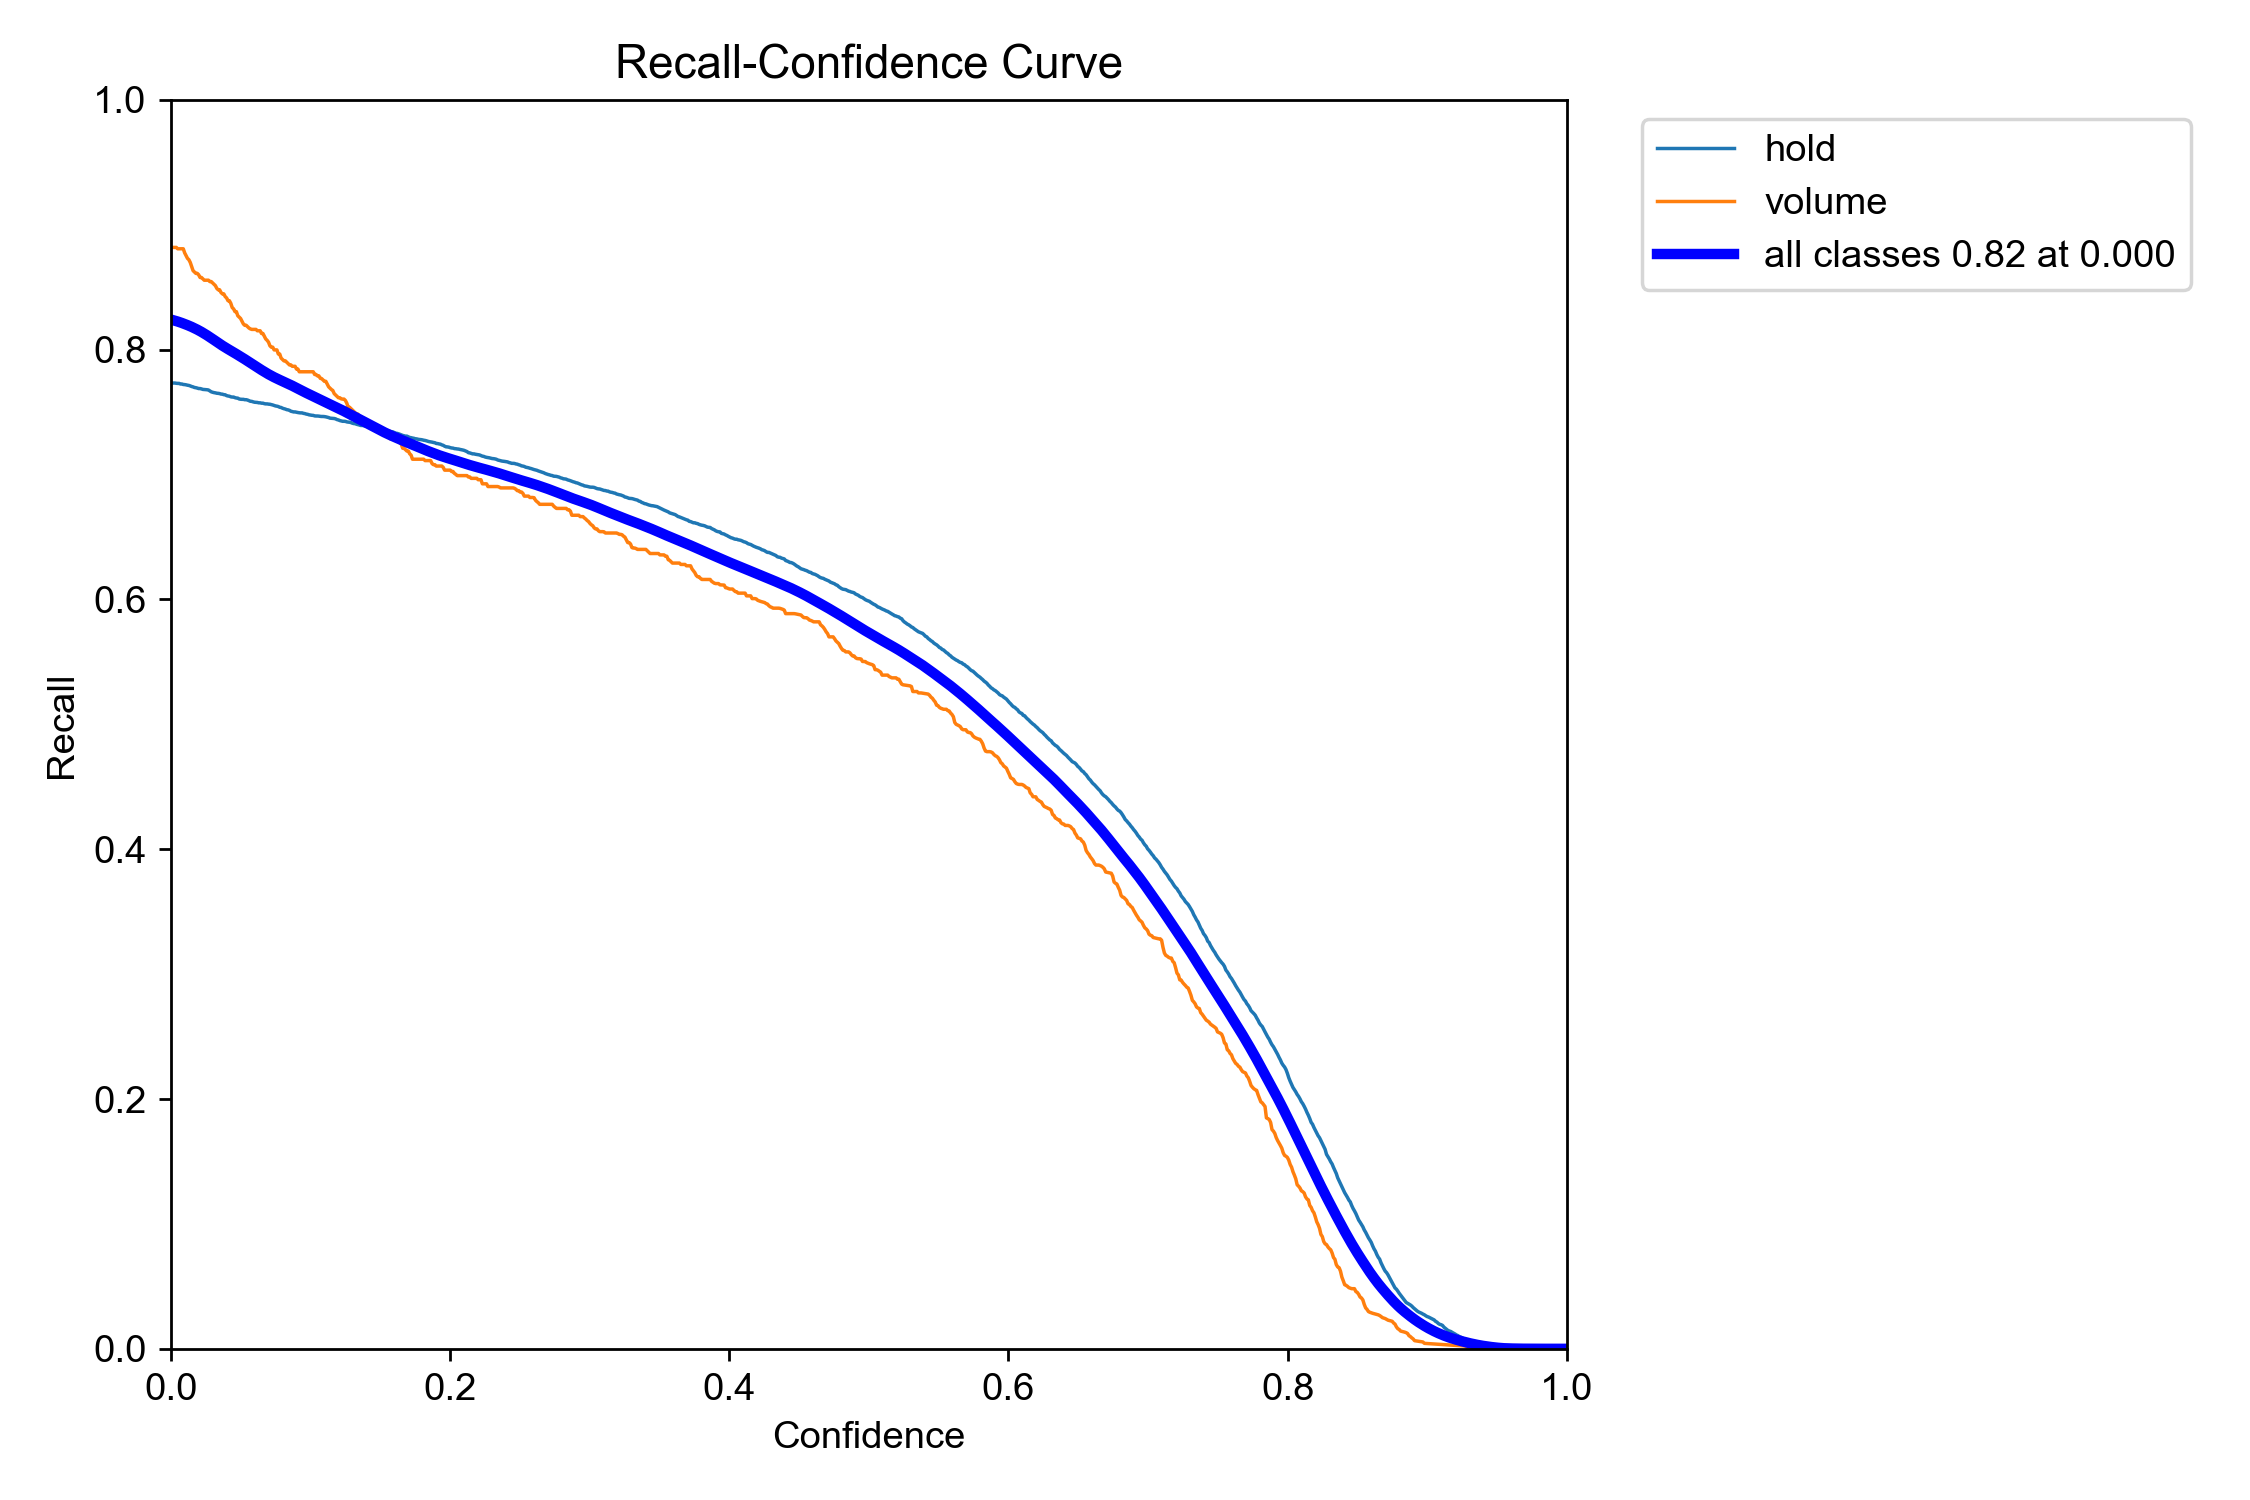 Recall-Confidence Curve
1.0
0.8
0.6
0.4
0.2
0.0
Recall
0.0 0.2 0.4 0.6 0.8 1.0
Confidence
hold
volume
all classes 0.82 at 0.000